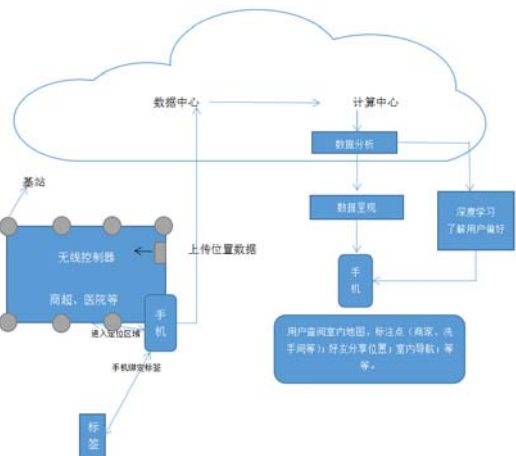 数据中心
计算中心
数据分析
基站
数据呈现
深度学习
了解用户偏好
无线控制器
上传位置数据
商超、医院等
手
机
手
机
进入定位区域
用户查阅室内地图，标注点（商家、洗
手间等）；好友分享位置；室内导航；等
等。
手机绑定标签
标
签